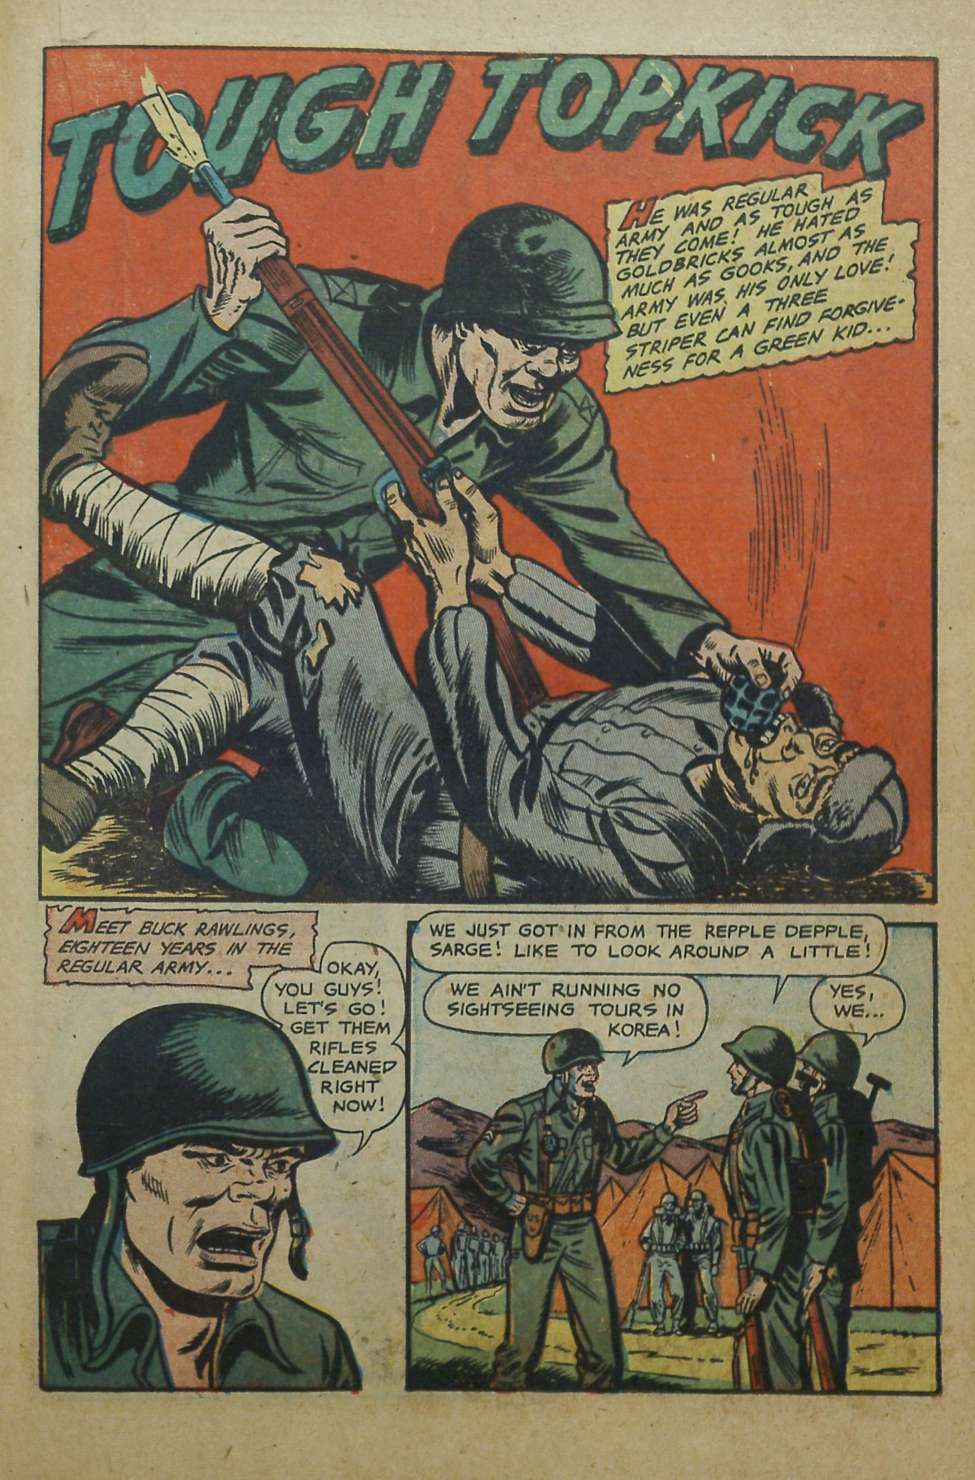 TOUGH TOPKICK
HE WAS REGULAR
ARMY AND AS TOUGH AS
THEY COME! HE HATED
GOLDBRICKS ALMOST AS
MUCH AS GOOKS, AND THE
ARMY WAS HIS ONLY LOVE!
BUT EVEN A THREE
STRIPER CAN FIND FORGIVE-
NESS FOR A GREEN KID...
MEET BUCK RAWLINGS,
EIGHTEEN YEARS IN THE
REGULAR ARMY...
OKAY,
YOU GUYS!
LET'S GO!
GET THEM
RIFLES
CLEANED
RIGHT
NOW!
WE JUST GOT IN FROM THE REPPLE DEPPLE,
SARGE! LIKE TO LOOK AROUND A LITTLE!
WE AIN'T RUNNING NO
SIGHTSEEING TOURS IN
KOREA!
YES,
WE...